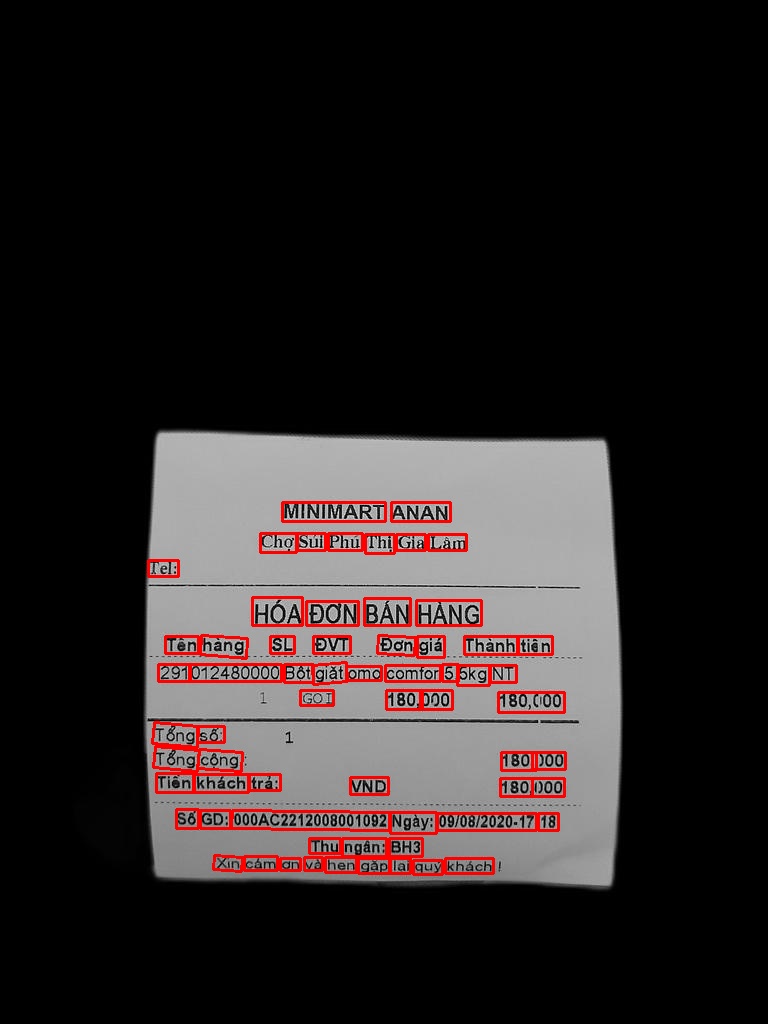 MINIMART ANAN
Chợ Sủi Phú Thị Gia Lâm
Tel:
HÓA ĐƠN BÁN HÀNG
Tên hàng SL ĐVT Đơn giá Thành tiền
291012480000 Bột giặt omo comfor 5.5kg NT
1 GOI 180,000 180,000
Tổng số: 1
Tổng cộng: 180,000
Tiền khách trả: VND 180,000
Số GD: 000AC2212008001092 Ngày: 09/08/2020-17:18
Thu ngân: BH3
Xin cảm ơn và hẹn gặp lại quý khách !